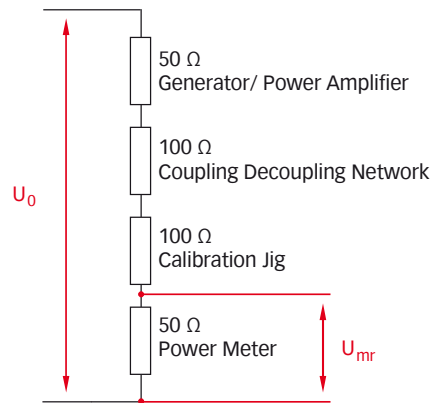 50 Ω
Generator/ Power Amplifier
100 Ω
Coupling Decoupling Network
U0
100 Ω
Calibration Jig
50 Ω
Power Meter
Umr